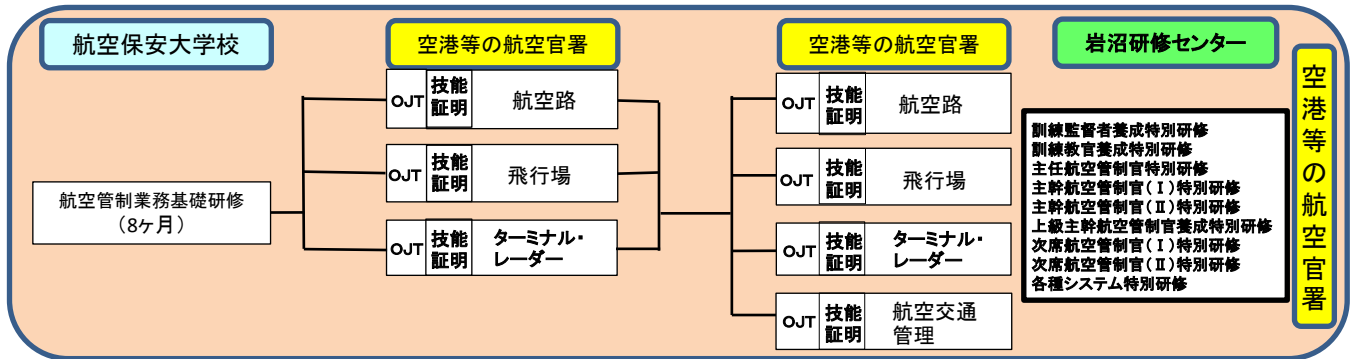 航空保安大学校
航空管制業務基礎研修
(8ヶ月)
空港等の航空官署
OJT 技能証明 航空路
OJT 技能証明 飛行場
OJT 技能証明 ターミナル・
レーダー
空港等の航空官署
OJT 技能証明 航空路
OJT 技能証明 飛行場
OJT 技能証明 ターミナル・
レーダー
OJT 技能証明 航空交通
管理
岩沼研修センター
訓練監督者養成特別研修
訓練教官養成特別研修
主任航空管制官特別研修
主幹航空管制官(Ⅰ)特別研修
主幹航空管制官(Ⅱ)特別研修
上級主幹航空管制官養成特別研修
次席航空管制官(Ⅰ)特別研修
次席航空管制官(Ⅱ)特別研修
各種システム特別研修
空港等の航空官署